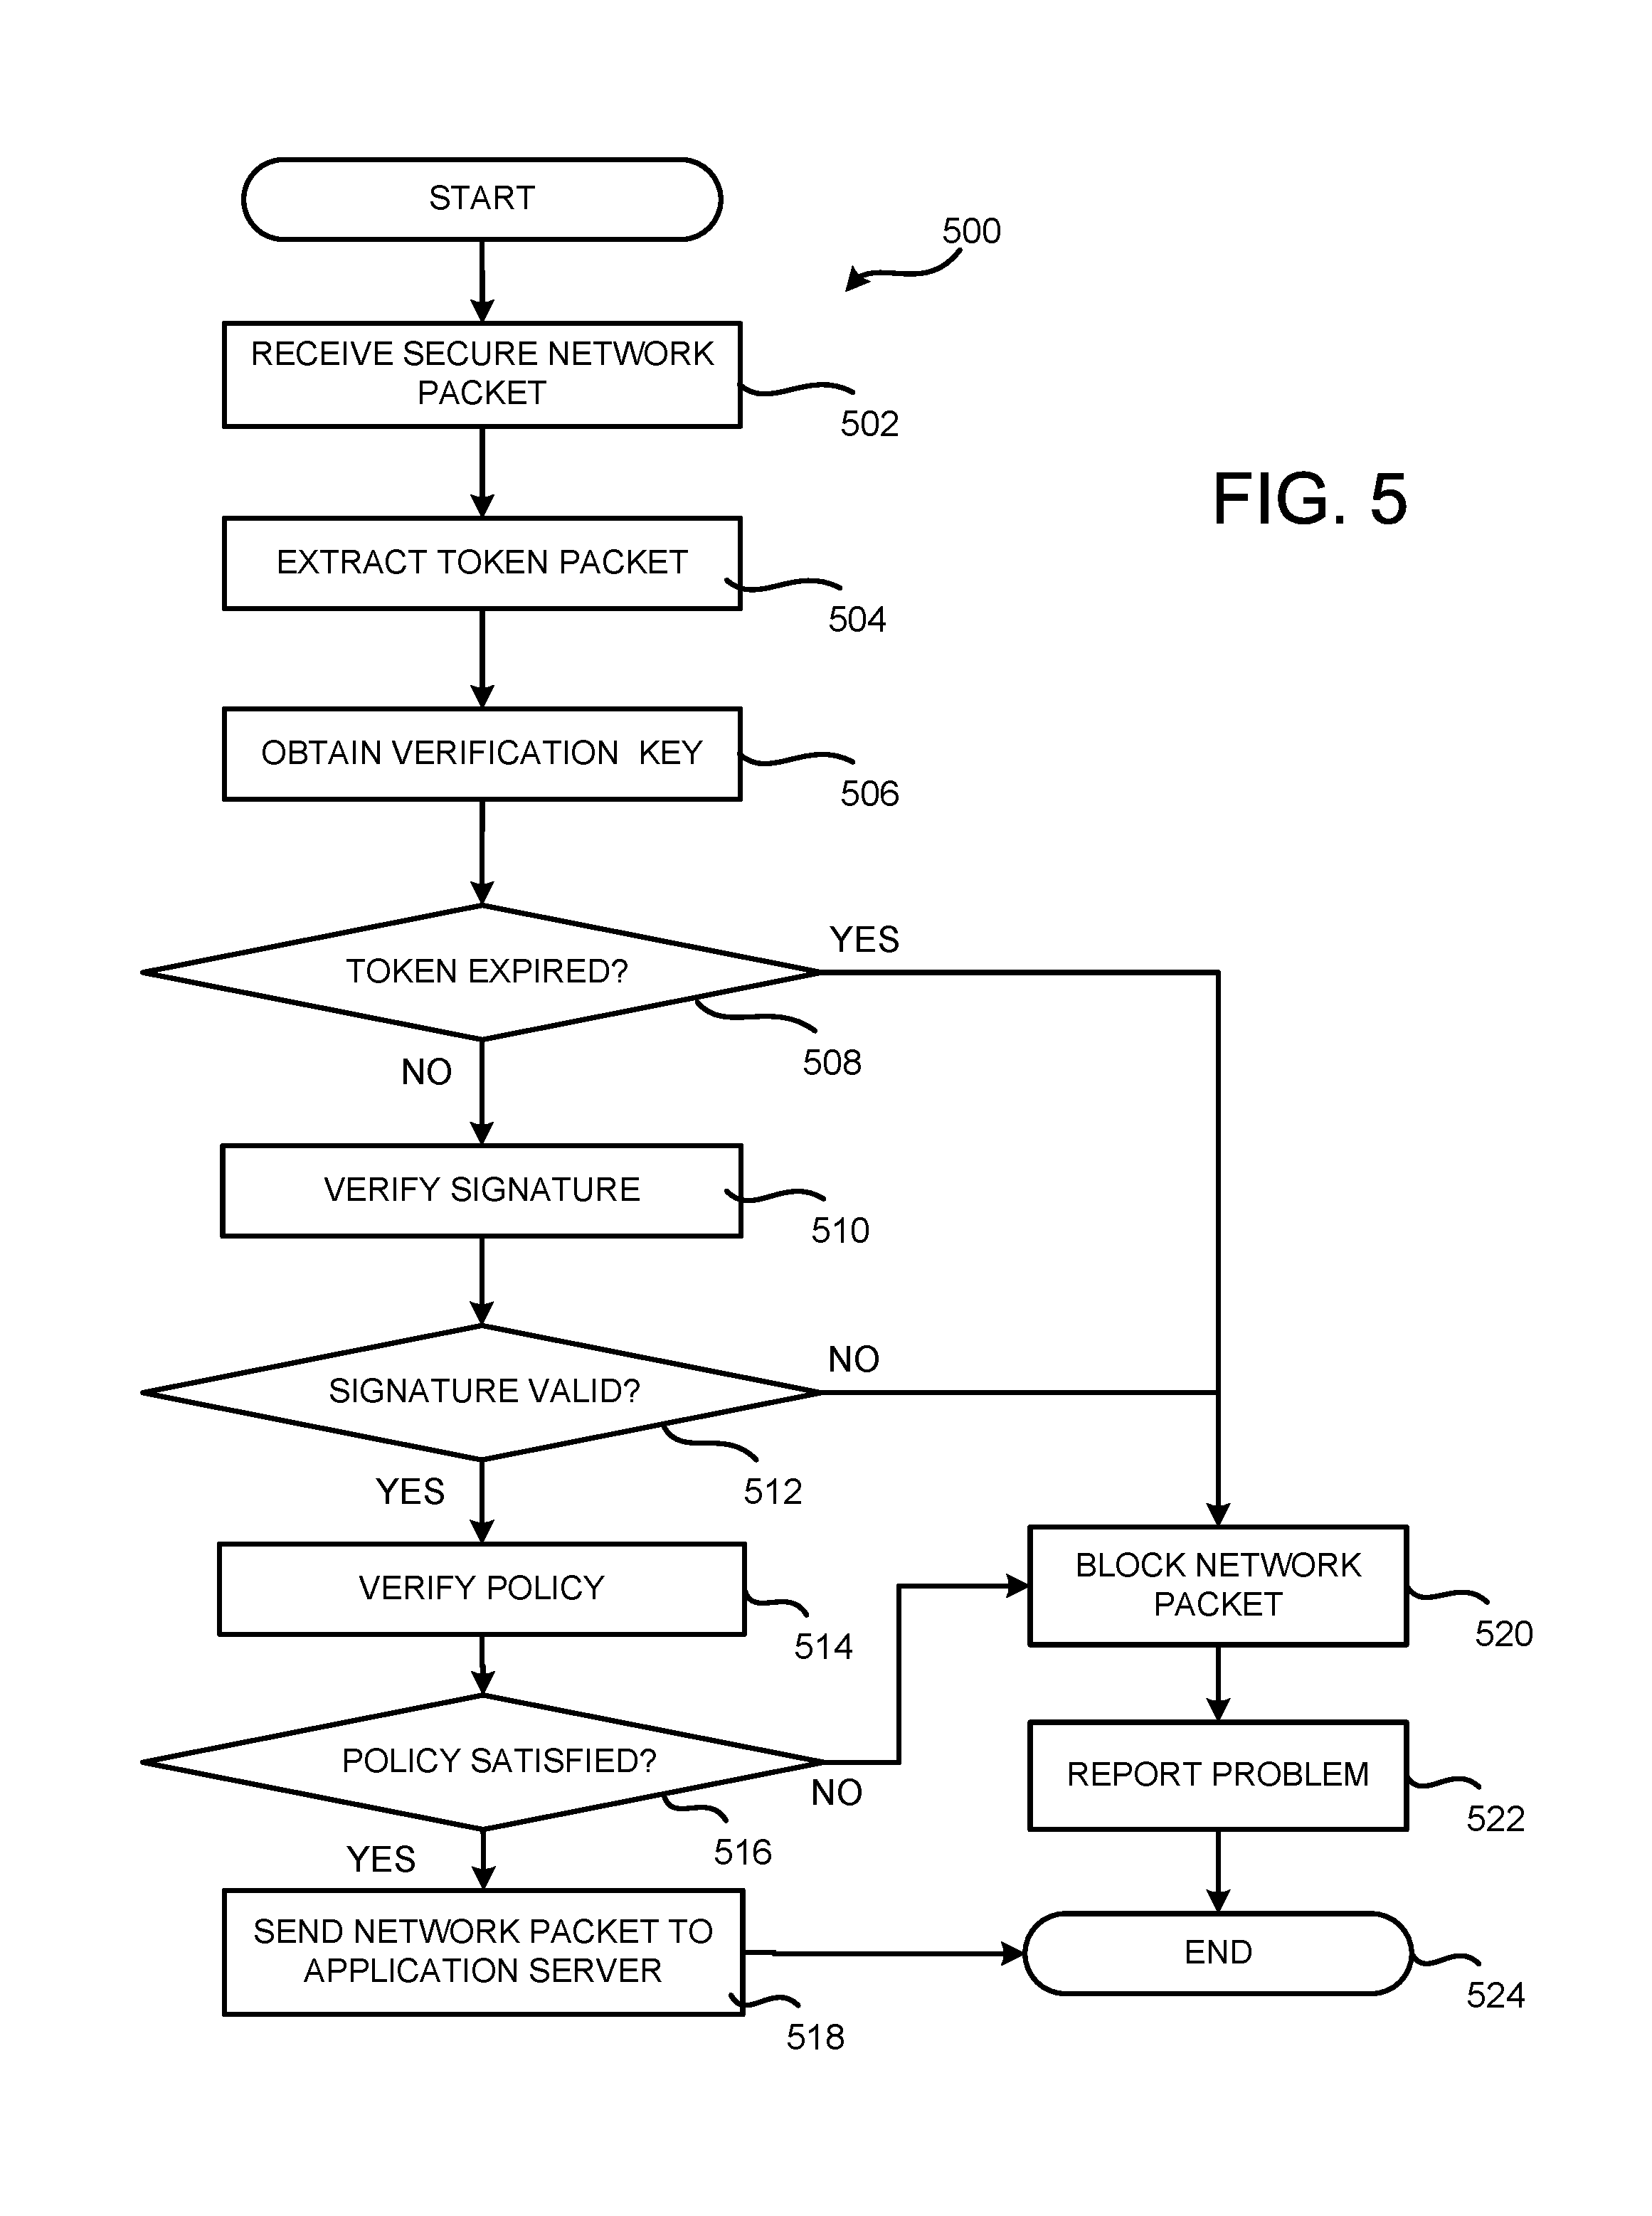 START
500
RECEIVE SECURE NETWORK
PACKET
502
FIG. 5
EXTRACT TOKEN PACKET
504
OBTAIN VERIFICATION KEY
506
YES
TOKEN EXPIRED?
508
NO
VERIFY SIGNATURE
510
NO
SIGNATURE VALID?
512
YES
VERIFY POLICY
514
BLOCK NETWORK
PACKET
520
POLICY SATISFIED?
NO
516
YES
REPORT PROBLEM
522
SEND NETWORK PACKET TO
APPLICATION SERVER
518
END
524